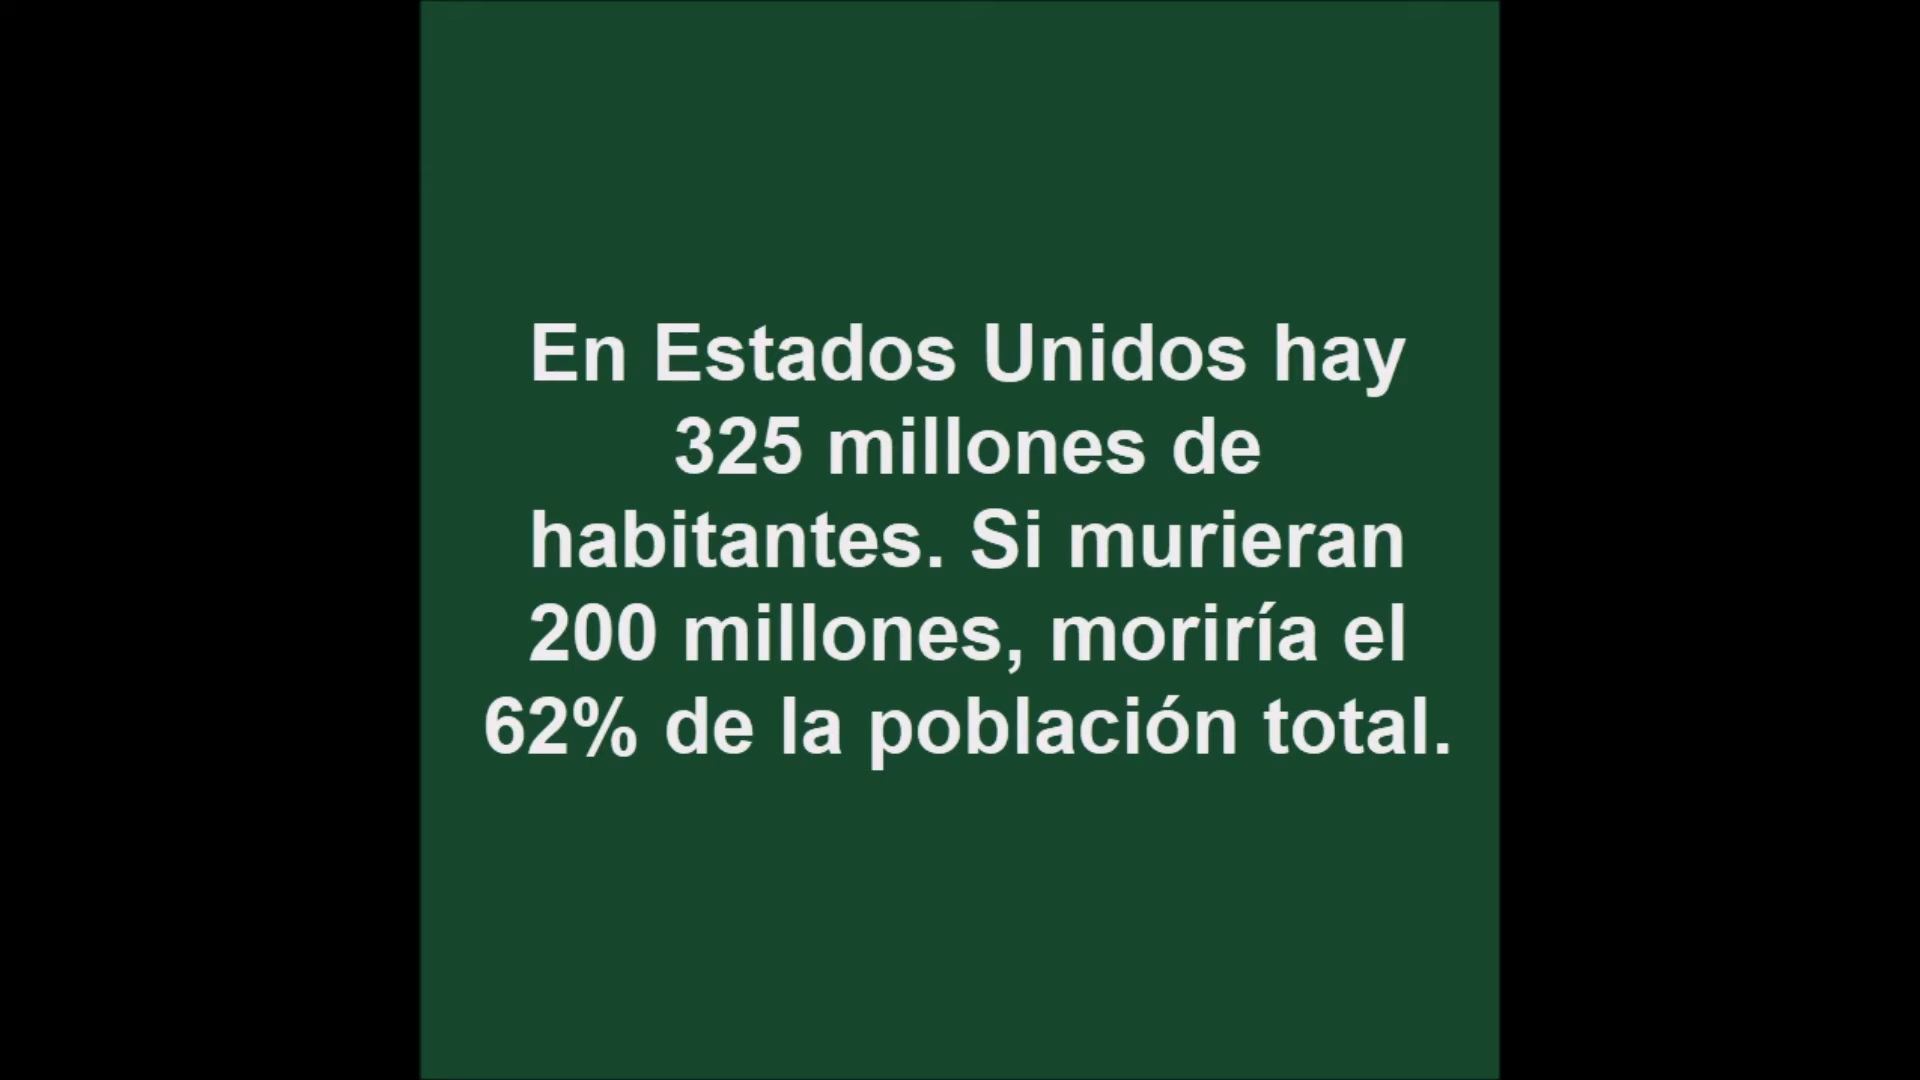 En Estados Unidos hay
325 millones de
habitantes. Si murieran
200 millones, moriría el
62% de la población total.